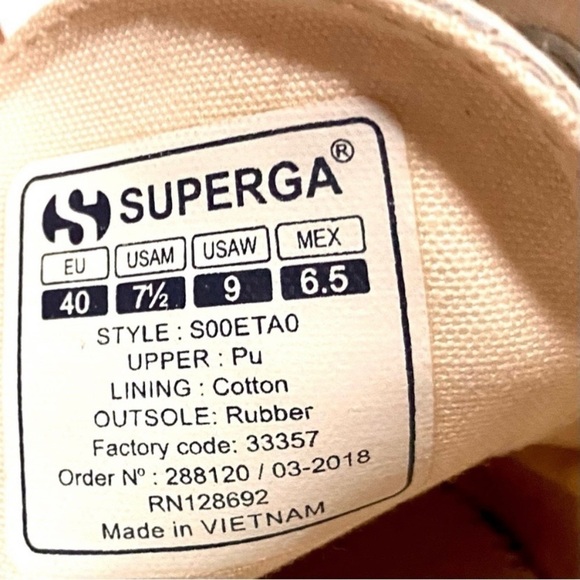 SUPERGA®
EU USAM USAW MEX
40 7½ 9 6.5
STYLE : S00ETA0
UPPER : Pu
LINING : Cotton
OUTSOLE: Rubber
Factory code: 33357
Order Nº : 288120 / 03-2018
RN128692
Made in VIETNAM